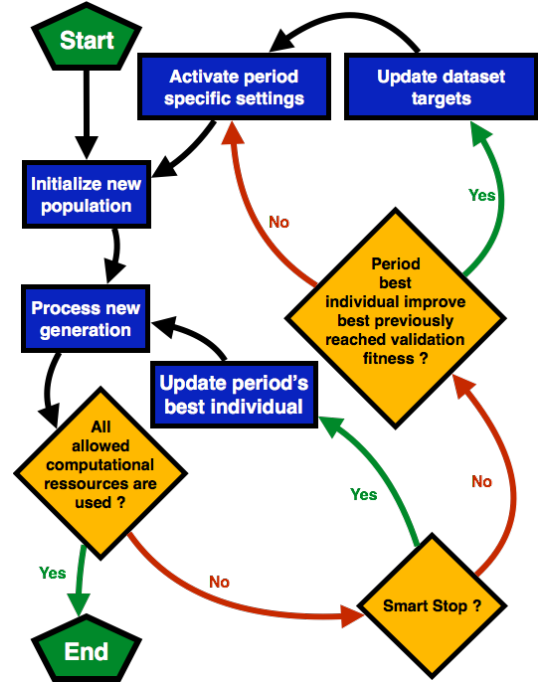 Start
Activate period
specific settings
Update dataset
targets
Initialize new
population
No
Yes
Period
best
individual improve
best previously
reached validation
fitness ?
Process new
generation
Update period's
best individual
All
allowed
computational
ressources are
used ?
Yes
No
Yes
No
Smart Stop ?
End